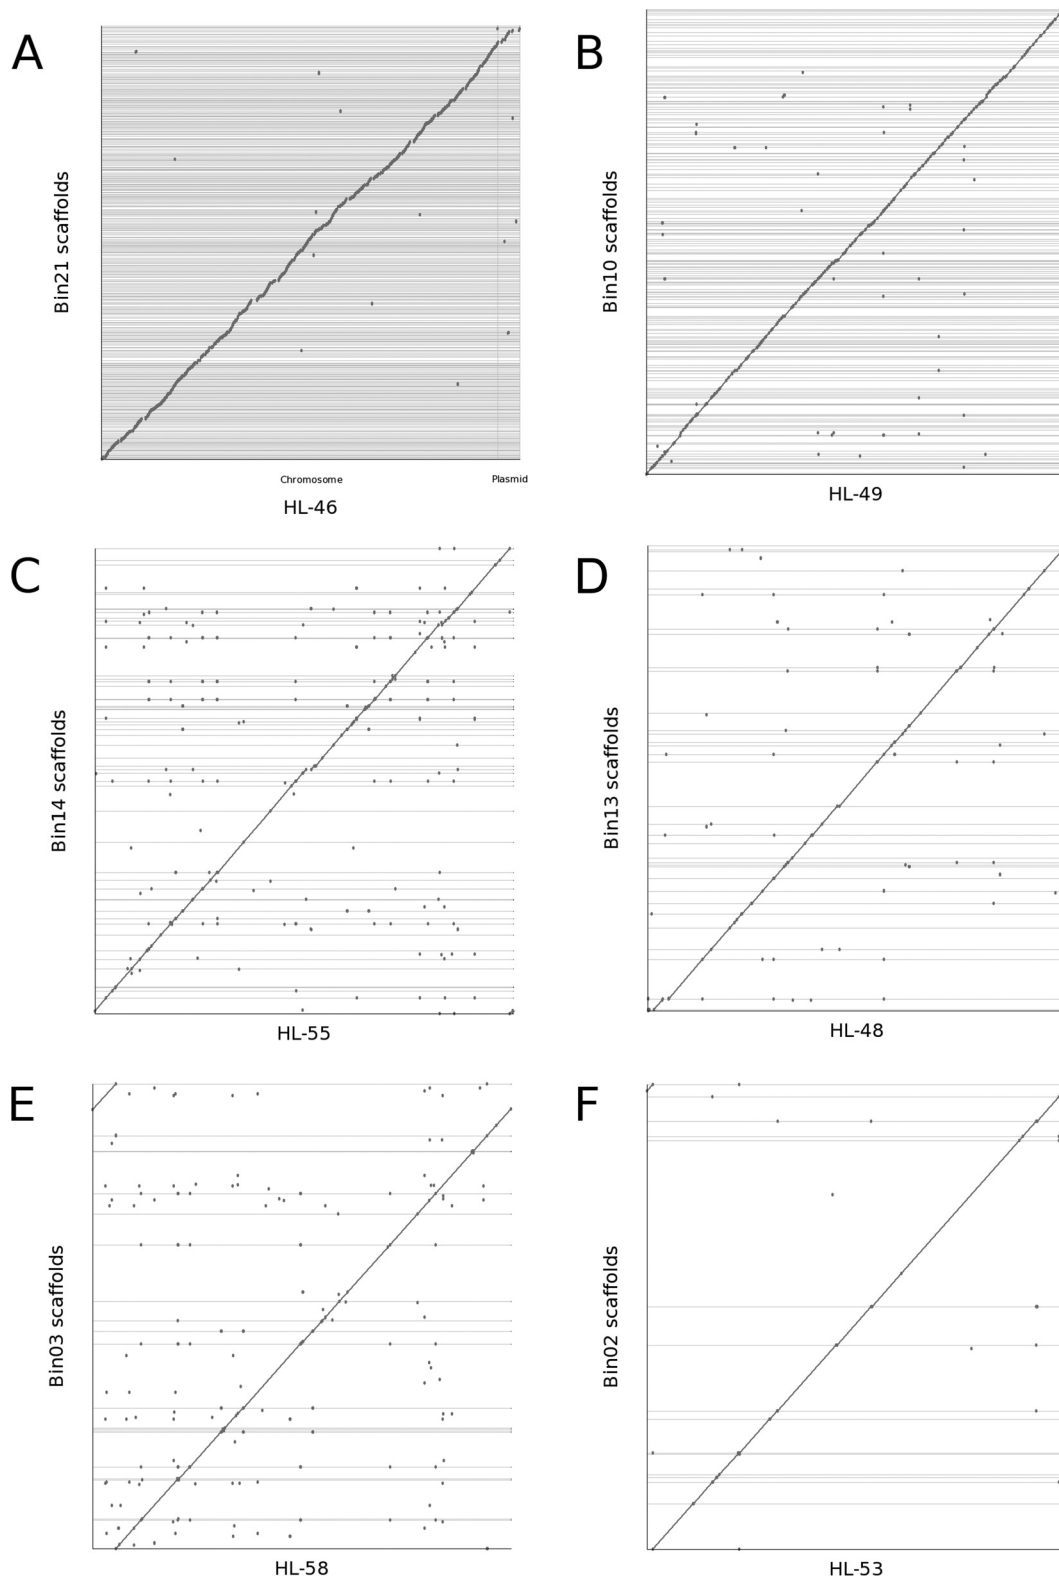 A
Bin21 scaffolds
Chromosome
Plasmid
HL-46
B
Bin10 scaffolds
HL-49
C
Bin14 scaffolds
HL-55
D
Bin13 scaffolds
HL-48
E
Bin03 scaffolds
HL-58
F
Bin02 scaffolds
HL-53